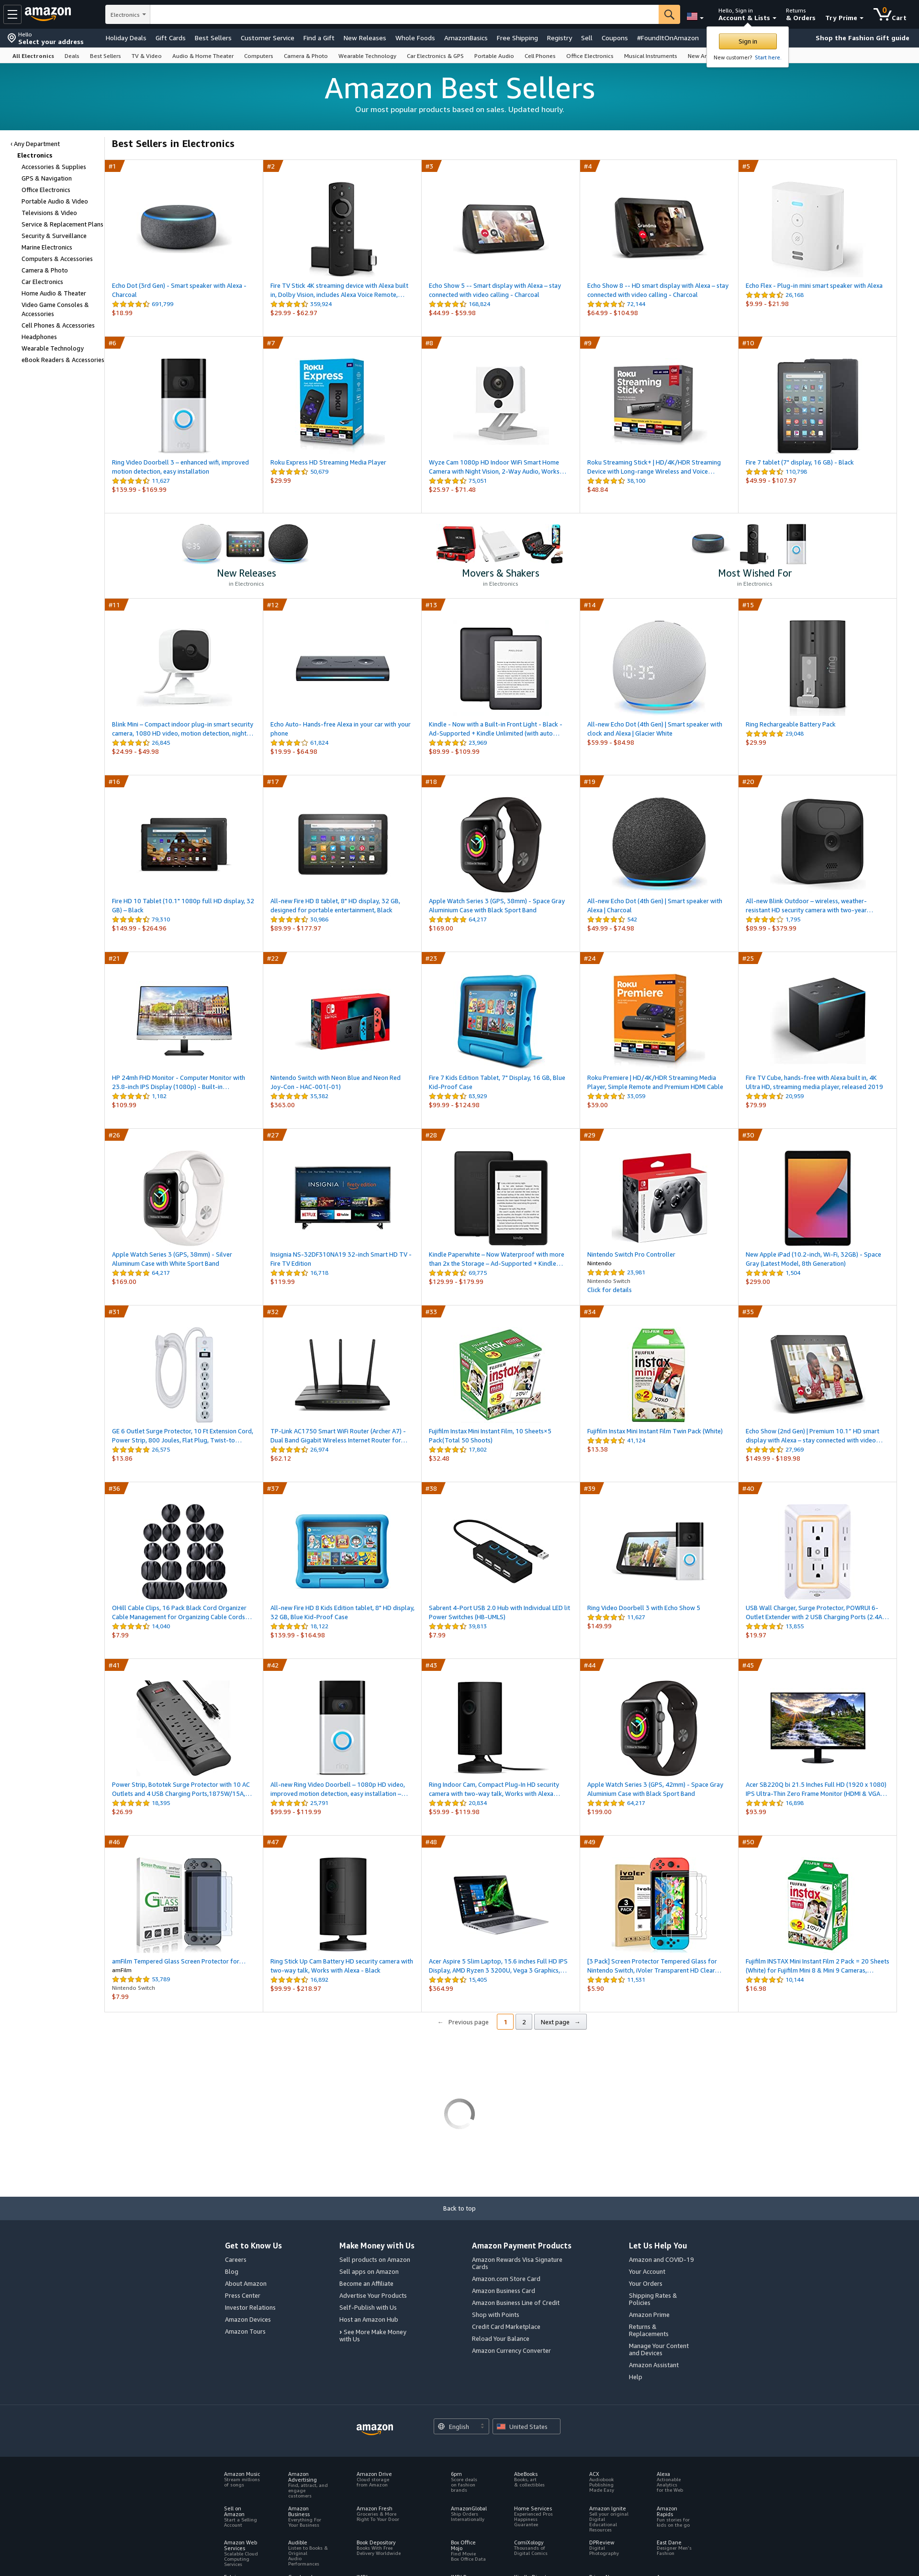 amazon
Electronics
Hello, Sign in
Account & Lists
Returns
& Orders
Try Prime
0
Cart
Hello
Select your address
Holiday Deals Gift Cards Best Sellers Customer Service Find a Gift New Releases Whole Foods AmazonBasics Free Shipping Registry Sell Coupons #FoundItOnAmazon
Shop the Fashion Gift guide
Sign in
New customer? Start here.
All Electronics Deals Best Sellers TV & Video Audio & Home Theater Computers Camera & Photo Wearable Technology Car Electronics & GPS Portable Audio Cell Phones Office Electronics Musical Instruments
Amazon Best Sellers
Our most popular products based on sales. Updated hourly.
‹ Any Department
Electronics
Accessories & Supplies
GPS & Navigation
Office Electronics
Portable Audio & Video
Televisions & Video
Service & Replacement Plans
Security & Surveillance
Marine Electronics
Computers & Accessories
Camera & Photo
Car Electronics
Home Audio & Theater
Video Game Consoles &
Accessories
Cell Phones & Accessories
Headphones
Wearable Technology
eBook Readers & Accessories
Best Sellers in Electronics
#1
Echo Dot (3rd Gen) - Smart speaker with Alexa -
Charcoal
691,799
$18.99
#2
Fire TV Stick 4K streaming device with Alexa built
in, Dolby Vision, includes Alexa Voice Remote,…
359,924
$29.99 - $62.97
#3
Echo Show 5 -- Smart display with Alexa – stay
connected with video calling - Charcoal
168,824
$44.99 - $59.98
#4
Echo Show 8 -- HD smart display with Alexa – stay
connected with video calling - Charcoal
72,144
$64.99 - $104.98
#5
Echo Flex - Plug-in mini smart speaker with Alexa
26,168
$9.99 - $21.98
#6
Ring Video Doorbell 3 – enhanced wifi, improved
motion detection, easy installation
11,627
$139.99 - $169.99
#7
Roku Express HD Streaming Media Player
50,679
$29.99
#8
Wyze Cam 1080p HD Indoor WiFi Smart Home
Camera with Night Vision, 2-Way Audio, Works…
75,051
$25.97 - $71.48
#9
Roku Streaming Stick+ | HD/4K/HDR Streaming
Device with Long-range Wireless and Voice…
38,100
$48.84
#10
Fire 7 tablet (7" display, 16 GB) - Black
110,798
$49.99 - $107.97
New Releases
in Electronics
Movers & Shakers
in Electronics
Most Wished For
in Electronics
#11
Blink Mini – Compact indoor plug-in smart security
camera, 1080 HD video, motion detection, night…
26,845
$24.99 - $49.98
#12
Echo Auto- Hands-free Alexa in your car with your
phone
61,824
$19.99 - $64.98
#13
Kindle - Now with a Built-in Front Light - Black -
Ad-Supported + Kindle Unlimited (with auto…
23,969
$89.99 - $109.99
#14
All-new Echo Dot (4th Gen) | Smart speaker with
clock and Alexa | Glacier White
$59.99 - $84.98
#15
Ring Rechargeable Battery Pack
29,048
$29.99
#16
Fire HD 10 Tablet (10.1" 1080p full HD display, 32
GB) – Black
79,310
$149.99 - $264.96
#17
All-new Fire HD 8 tablet, 8" HD display, 32 GB,
designed for portable entertainment, Black
30,986
$89.99 - $177.97
#18
Apple Watch Series 3 (GPS, 38mm) - Space Gray
Aluminium Case with Black Sport Band
64,217
$169.00
#19
All-new Echo Dot (4th Gen) | Smart speaker with
Alexa | Charcoal
542
$49.99 - $74.98
#20
All-new Blink Outdoor – wireless, weather-
resistant HD security camera with two-year…
1,795
$89.99 - $379.99
#21
HP 24mh FHD Monitor - Computer Monitor with
23.8-inch IPS Display (1080p) - Built-in…
1,182
$109.99
#22
Nintendo Switch with Neon Blue and Neon Red
Joy‑Con - HAC-001(-01)
35,382
$363.00
#23
Fire 7 Kids Edition Tablet, 7" Display, 16 GB, Blue
Kid-Proof Case
83,929
$99.99 - $124.98
#24
Roku Premiere | HD/4K/HDR Streaming Media
Player, Simple Remote and Premium HDMI Cable
33,059
$39.00
#25
Fire TV Cube, hands-free with Alexa built in, 4K
Ultra HD, streaming media player, released 2019
20,959
$79.99
#26
Apple Watch Series 3 (GPS, 38mm) - Silver
Aluminum Case with White Sport Band
64,217
$169.00
#27
Insignia NS-32DF310NA19 32-inch Smart HD TV -
Fire TV Edition
16,718
$119.99
#28
Kindle Paperwhite – Now Waterproof with more
than 2x the Storage – Ad-Supported + Kindle…
69,775
$129.99 - $179.99
#29
Nintendo Switch Pro Controller
Nintendo
23,981
Nintendo Switch
Click for details
#30
New Apple iPad (10.2-inch, Wi-Fi, 32GB) - Space
Gray (Latest Model, 8th Generation)
1,504
$299.00
#31
GE 6 Outlet Surge Protector, 10 Ft Extension Cord,
Power Strip, 800 Joules, Flat Plug, Twist-to…
26,575
$13.86
#32
TP-Link AC1750 Smart WiFi Router (Archer A7) -
Dual Band Gigabit Wireless Internet Router for…
26,974
$62.12
#33
Fujifilm Instax Mini Instant Film, 10 Sheets×5
Pack(Total 50 Shoots)
17,802
$32.48
#34
Fujifilm Instax Mini Instant Film Twin Pack (White)
41,124
$13.38
#35
Echo Show (2nd Gen) | Premium 10.1" HD smart
display with Alexa – stay connected with video…
27,969
$149.99 - $189.98
#36
OHill Cable Clips, 16 Pack Black Cord Organizer
Cable Management for Organizing Cable Cords…
14,040
$7.99
#37
All-new Fire HD 8 Kids Edition tablet, 8" HD display,
32 GB, Blue Kid-Proof Case
18,122
$139.99 - $164.98
#38
Sabrent 4-Port USB 2.0 Hub with Individual LED lit
Power Switches (HB-UMLS)
39,813
$7.99
#39
Ring Video Doorbell 3 with Echo Show 5
11,627
$149.99
#40
USB Wall Charger, Surge Protector, POWRUI 6-
Outlet Extender with 2 USB Charging Ports (2.4A…
13,655
$19.97
#41
Power Strip, Bototek Surge Protector with 10 AC
Outlets and 4 USB Charging Ports,1875W/15A,…
18,395
$26.99
#42
All-new Ring Video Doorbell – 1080p HD video,
improved motion detection, easy installation –…
25,791
$99.99 - $119.99
#43
Ring Indoor Cam, Compact Plug-In HD security
camera with two-way talk, Works with Alexa…
20,834
$59.99 - $119.98
#44
Apple Watch Series 3 (GPS, 42mm) - Space Gray
Aluminium Case with Black Sport Band
64,217
$199.00
#45
Acer SB220Q bi 21.5 Inches Full HD (1920 x 1080)
IPS Ultra-Thin Zero Frame Monitor (HDMI & VGA…
16,898
$93.99
#46
amFilm Tempered Glass Screen Protector for…
amFilm
53,789
Nintendo Switch
$7.99
#47
Ring Stick Up Cam Battery HD security camera with
two-way talk, Works with Alexa - Black
16,892
$99.99 - $218.97
#48
Acer Aspire 5 Slim Laptop, 15.6 inches Full HD IPS
Display, AMD Ryzen 3 3200U, Vega 3 Graphics,…
15,405
$364.99
#49
[3 Pack] Screen Protector Tempered Glass for
Nintendo Switch, iVoler Transparent HD Clear…
11,531
$5.90
#50
Fujifilm INSTAX Mini Instant Film 2 Pack = 20 Sheets
(White) for Fujifilm Mini 8 & Mini 9 Cameras,…
10,144
$16.98
← Previous page 1 2 Next page →
Back to top
Get to Know Us
Careers
Blog
About Amazon
Press Center
Investor Relations
Amazon Devices
Amazon Tours
Make Money with Us
Sell products on Amazon
Sell apps on Amazon
Become an Affiliate
Advertise Your Products
Self-Publish with Us
Host an Amazon Hub
› See More Make Money
with Us
Amazon Payment Products
Amazon Rewards Visa Signature
Cards
Amazon.com Store Card
Amazon Business Card
Amazon Business Line of Credit
Shop with Points
Credit Card Marketplace
Reload Your Balance
Amazon Currency Converter
Let Us Help You
Amazon and COVID-19
Your Account
Your Orders
Shipping Rates &
Policies
Amazon Prime
Returns &
Replacements
Manage Your Content
and Devices
Amazon Assistant
Help
amazon
English
United States
Amazon Music
Stream millions
of songs
Amazon
Advertising
Find, attract, and
engage
customers
Amazon Drive
Cloud storage
from Amazon
6pm
Score deals
on fashion
brands
AbeBooks
Books, art
& collectibles
ACX
Audiobook
Publishing
Made Easy
Alexa
Actionable
Analytics
for the Web
Sell on
Amazon
Start a Selling
Account
Amazon
Business
Everything For
Your Business
Amazon Fresh
Groceries & More
Right To Your Door
AmazonGlobal
Ship Orders
Internationally
Home Services
Experienced Pros
Happiness
Guarantee
Amazon Ignite
Sell your original
Digital
Educational
Resources
Amazon
Rapids
Fun stories for
kids on the go
Amazon Web
Services
Scalable Cloud
Computing
Services
Audible
Listen to Books &
Original
Audio
Performances
Book Depository
Books With Free
Delivery Worldwide
Box Office
Mojo
Find Movie
Box Office Data
ComiXology
Thousands of
Digital Comics
DPReview
Digital
Photography
East Dane
Designer Men's
Fashion